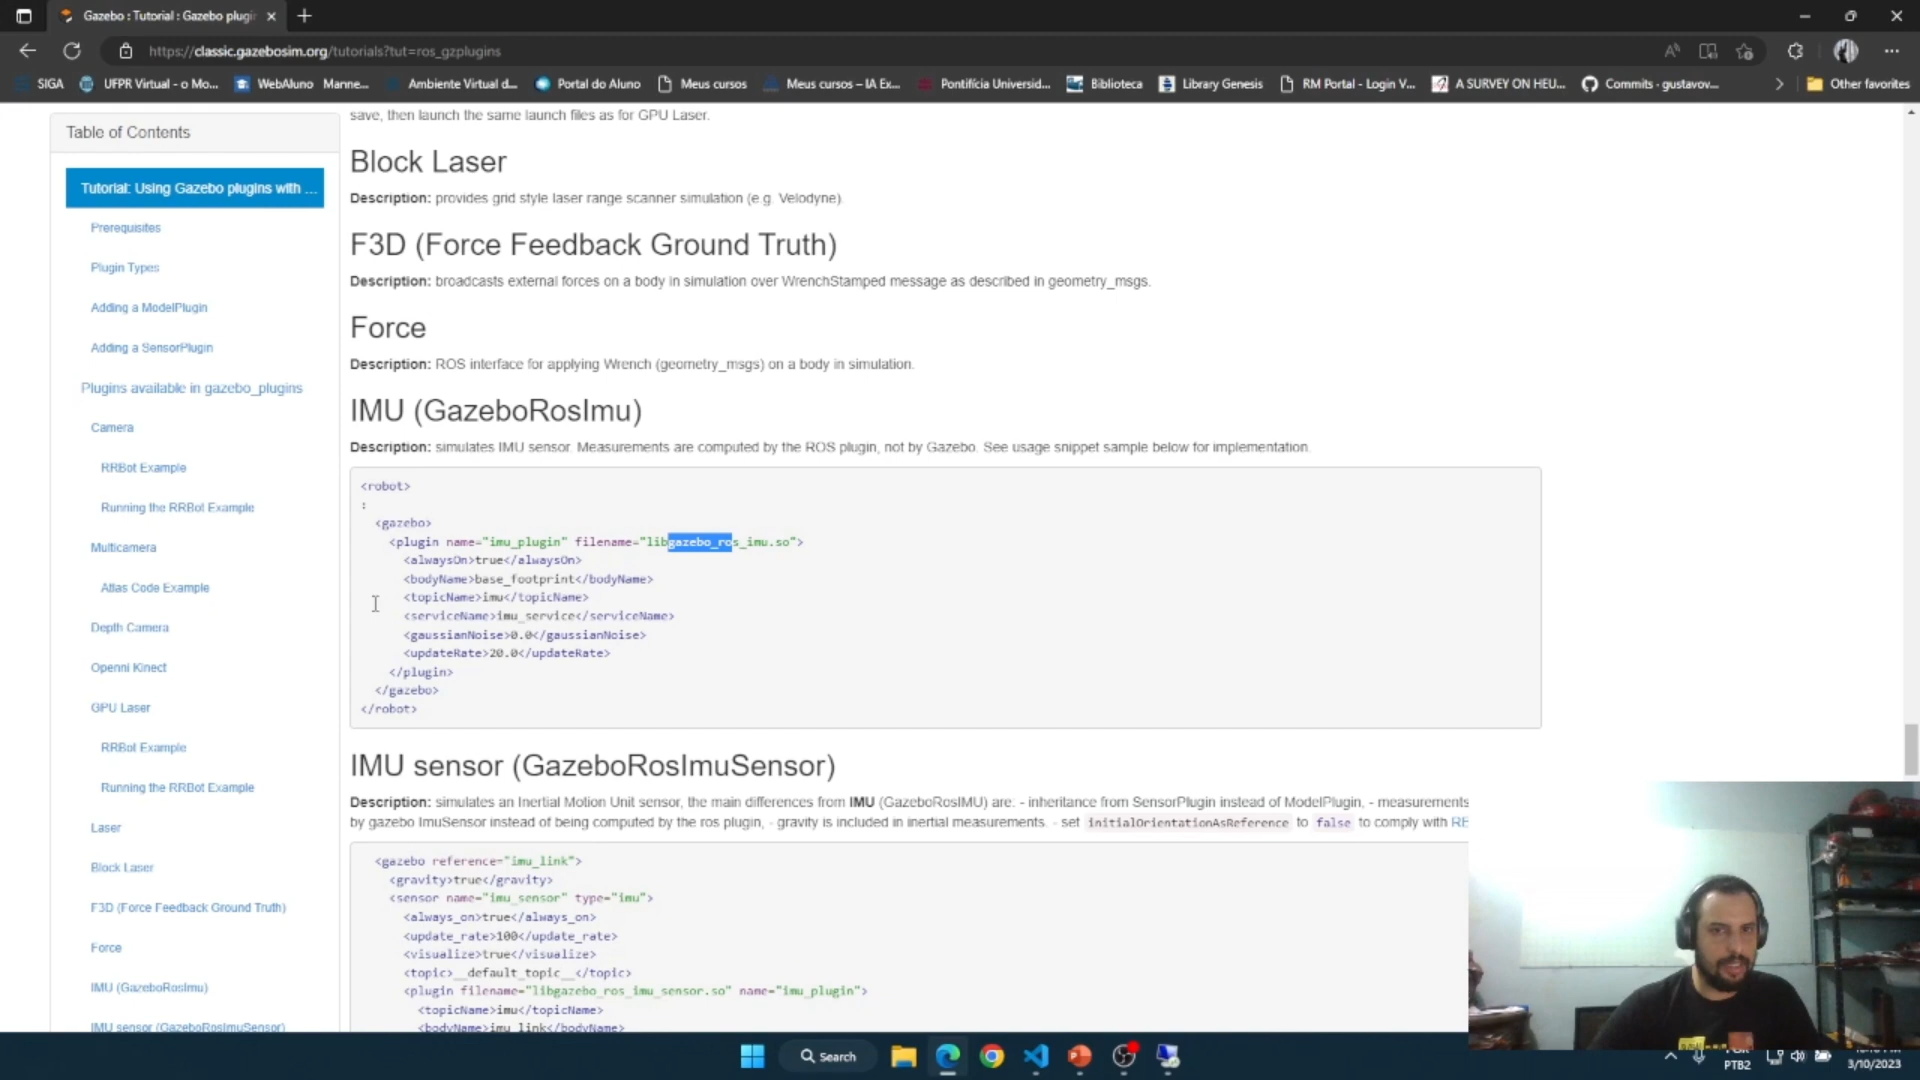 Gazebo : Tutorial : Gazebo plugi
https://classic.gazebosim.org/tutorials?tut=ros_gzplugins
SIGA
UFPR Virtual - o Mo...
WebAluno Manne...
Ambiente Virtual d...
Portal do Aluno
Meus cursos
Meus cursos – IA Ex...
Pontifícia Universid...
Biblioteca
Library Genesis
RM Portal - Login V...
A SURVEY ON HEU...
Commits · gustavov...
Other favorites
Table of Contents
Tutorial: Using Gazebo plugins with ...
Prerequisites
Plugin Types
Adding a ModelPlugin
Adding a SensorPlugin
Plugins available in gazebo_plugins
Camera
RRBot Example
Running the RRBot Example
Multicamera
Atlas Code Example
Depth Camera
Openni Kinect
GPU Laser
RRBot Example
Running the RRBot Example
Laser
Block Laser
F3D (Force Feedback Ground Truth)
Force
IMU (GazeboRosImu)
IMU sensor (GazeboRosImuSensor)
save, then launch the same launch files as for GPU Laser.
Block Laser
Description: provides grid style laser range scanner simulation (e.g. Velodyne).
F3D (Force Feedback Ground Truth)
Description: broadcasts external forces on a body in simulation over WrenchStamped message as described in geometry_msgs.
Force
Description: ROS interface for applying Wrench (geometry_msgs) on a body in simulation.
IMU (GazeboRosImu)
Description: simulates IMU sensor. Measurements are computed by the ROS plugin, not by Gazebo. See usage snippet sample below for implementation.
<robot>
:
<gazebo>
<plugin name="imu_plugin" filename="libgazebo_ros_imu.so">
<alwaysOn>true</alwaysOn>
<bodyName>base_footprint</bodyName>
<topicName>imu</topicName>
<serviceName>imu_service</serviceName>
<gaussianNoise>0.0</gaussianNoise>
<updateRate>20.0</updateRate>
</plugin>
</gazebo>
</robot>
IMU sensor (GazeboRosImuSensor)
Description: simulates an Inertial Motion Unit sensor, the main differences from IMU (GazeboRosIMU) are: - inheritance from SensorPlugin instead of ModelPlugin, - measurements
by gazebo ImuSensor instead of being computed by the ros plugin, - gravity is included in inertial measurements. - set initialOrientationAsReference to false to comply with RE
<gazebo reference="imu_link">
<gravity>true</gravity>
<sensor name="imu_sensor" type="imu">
<always_on>true</always_on>
<update_rate>100</update_rate>
<visualize>true</visualize>
<topic>__default_topic__</topic>
<plugin filename="libgazebo_ros_imu_sensor.so" name="imu_plugin">
<topicName>imu</topicName>
<bodyName>imu_link</bodyName>
Search
PTB2
3/10/2023